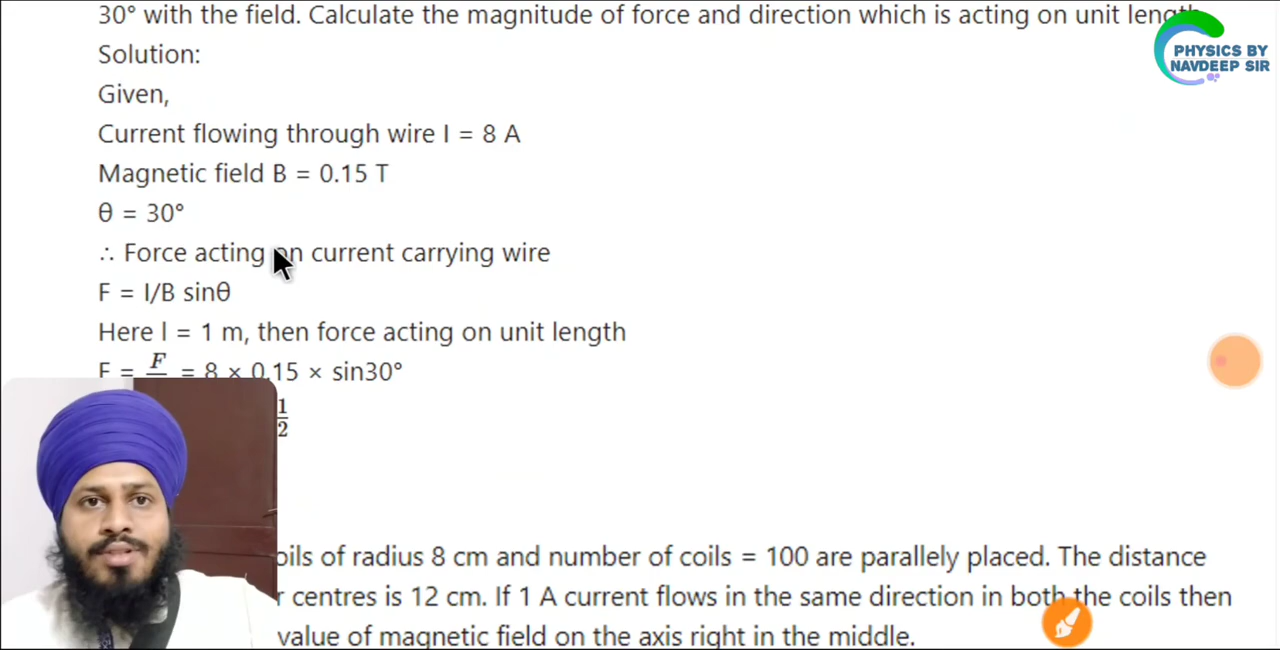 30° with the field. Calculate the magnitude of force and direction which is acting on unit length
PHYSICS BY
NAVDEEP SIR
Solution:
Given,
Current flowing through wire I = 8 A
Magnetic field B = 0.15 T
θ = 30°
∴ Force acting on current carrying wire
F = I/B sinθ
Here l = 1 m, then force acting on unit length
F = F = 8 × 0.15 × sin30°
1/2
oils of radius 8 cm and number of coils = 100 are parallely placed. The distance
r centres is 12 cm. If 1 A current flows in the same direction in both the coils then
value of magnetic field on the axis right in the middle.